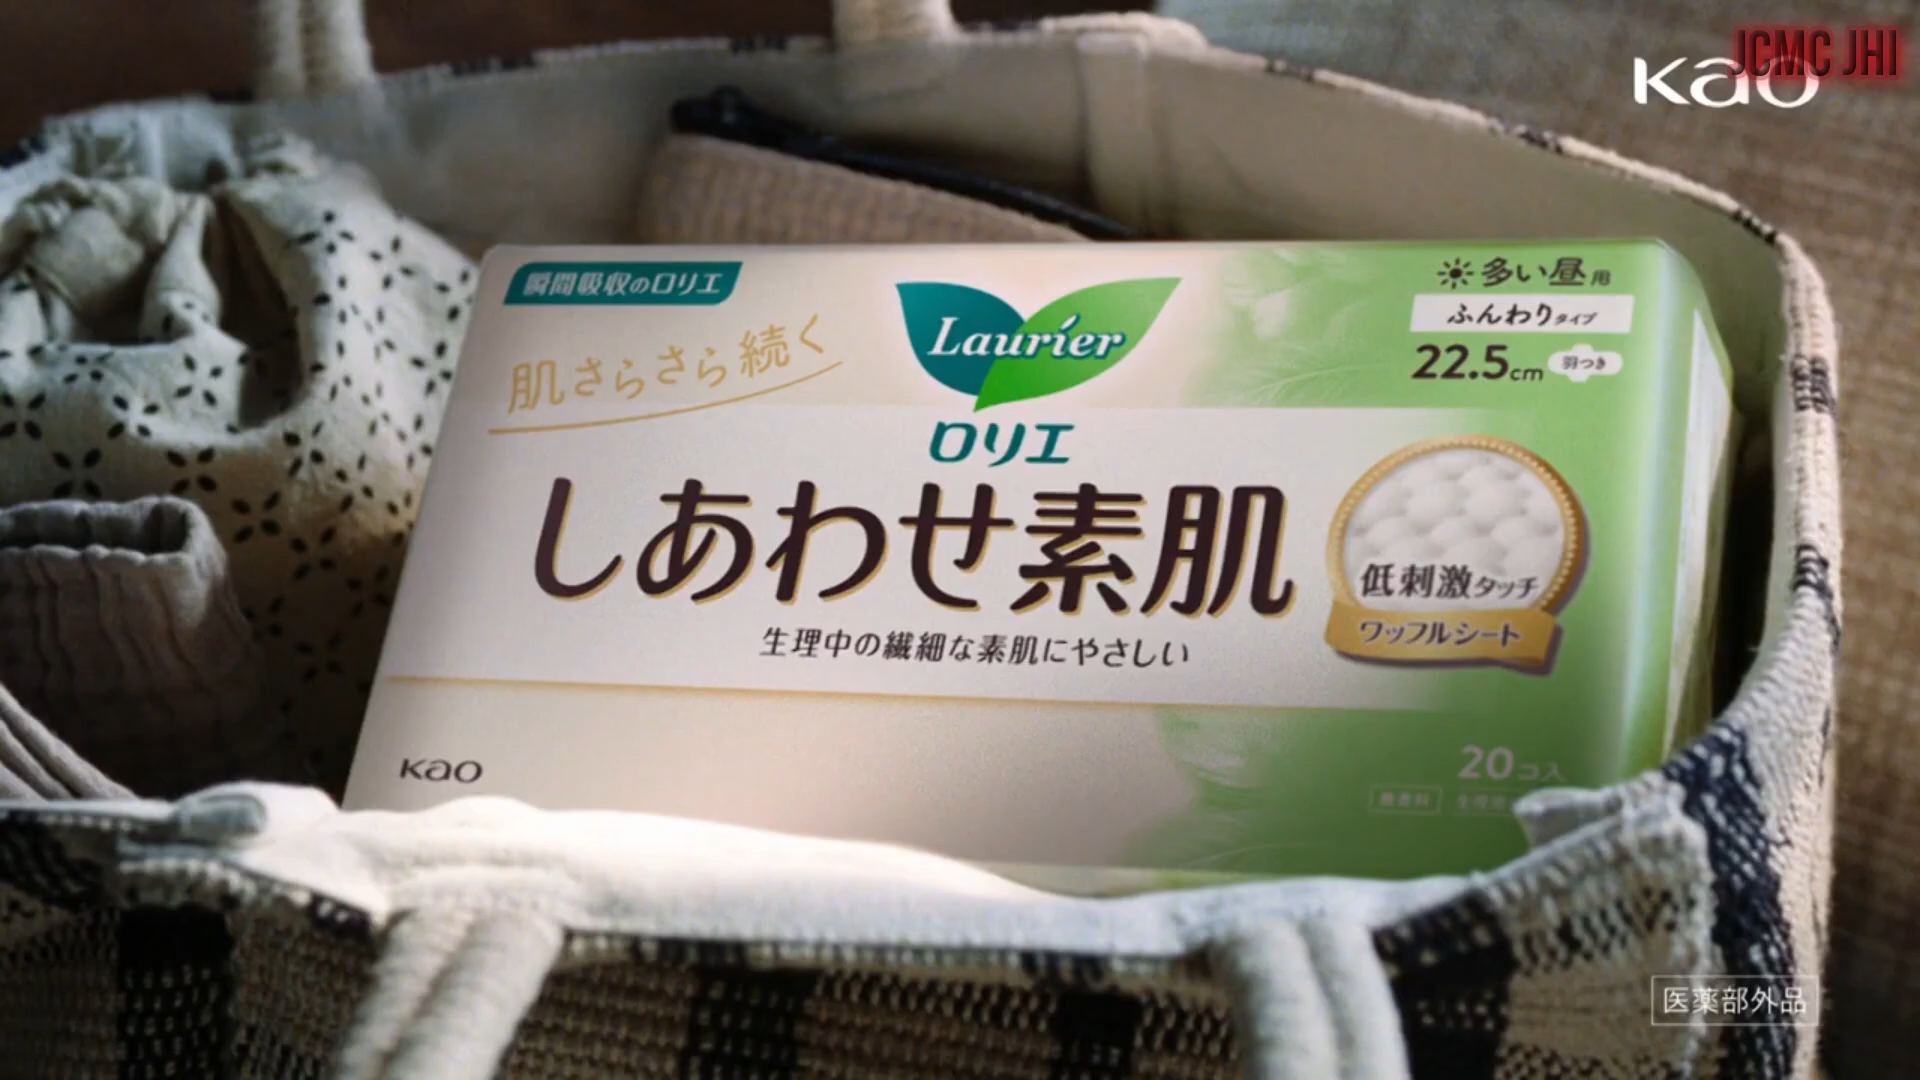 JCMC JHI
Kao
瞬間吸収のロリエ
肌さらさら続く
Laurier
ロリエ
しあわせ素肌
生理中の繊細な素肌にやさしい
多い昼用
ふんわりタイプ
22.5cm 羽つき
低刺激タッチ
ワッフルシート
Kao
20コ入
医薬部外品